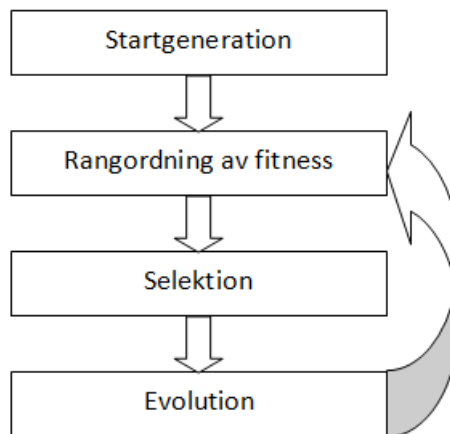 Startgeneration
Rangordning av fitness
Selektion
Evolution